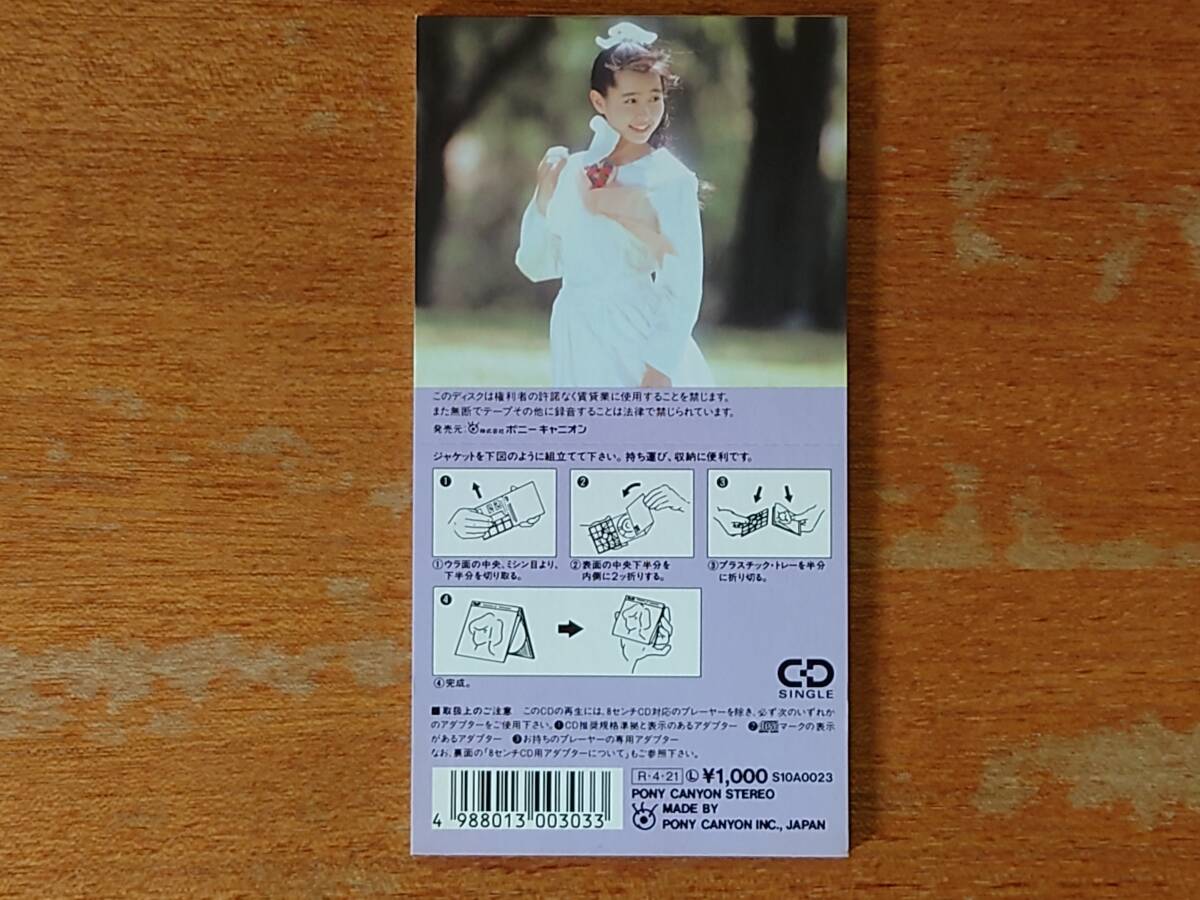 このディスクは権利者の許諾なく賃貸業に使用することを禁じます。
また無断でテープその他に録音することは法律で禁じられています。
発売元:株式会社ポニーキャニオン
ジャケットを下図のように組立てて下さい。持ち運び、収納に便利です。
❶
❷
❸
①ウラ面の中央、ミシン目より、
下半分を切り取る。
②表面の中央下半分を
内側に2ッ折りする。
③プラスチック・トレーを半分
に折り切る。
❹
④完成。
CD
SINGLE
■取扱上のご注意 このCDの再生には、8センチCD対応のプレーヤーを除き、必ず次のいずれか
のアダプターをご使用下さい。❶CD推奨規格準拠と表示のあるアダプター ❷マークの表示
があるアダプター ❸お持ちのプレーヤーの専用アダプター
なお、裏面の「8センチCD用アダプターについて」もご参照下さい。
R・4・21 Ⓛ ¥1,000 S10A0023
PONY CANYON STEREO
MADE BY
PONY CANYON INC., JAPAN
4 988013 003033